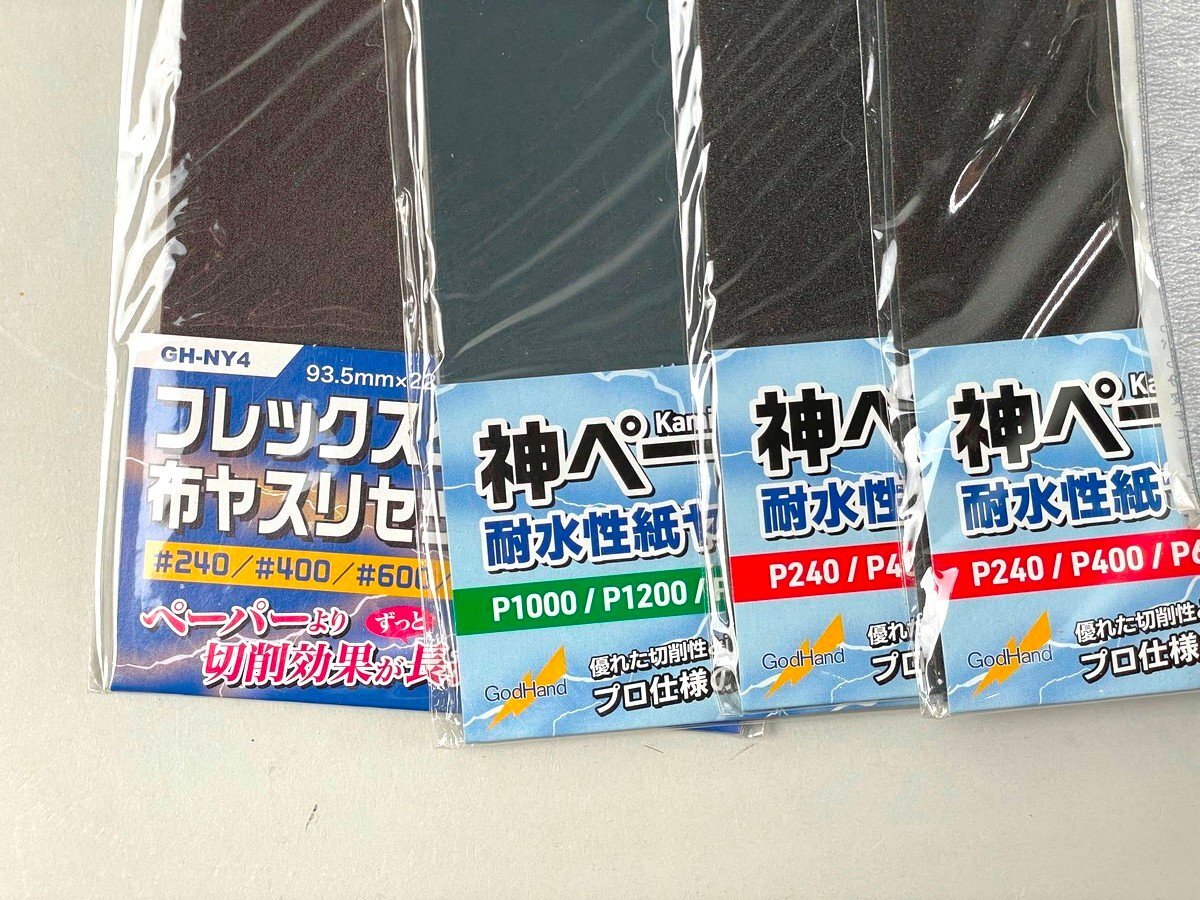 GH-NY4
93.5mm×22
フレックス
布ヤスリセ
#240/#400/#600/
ペーパーより ずっと
切削効果が長
Kami
神ペー
耐水性紙ヤ
P1000 / P1200 /
GodHand
優れた切削性
プロ仕様の
神ペ
耐水性
P240 / P4
GodHand
優れた
プロ
Ka
神ペー
耐水性紙
P240 / P400 / P6
GodHand
優れた切削性
プロ仕様